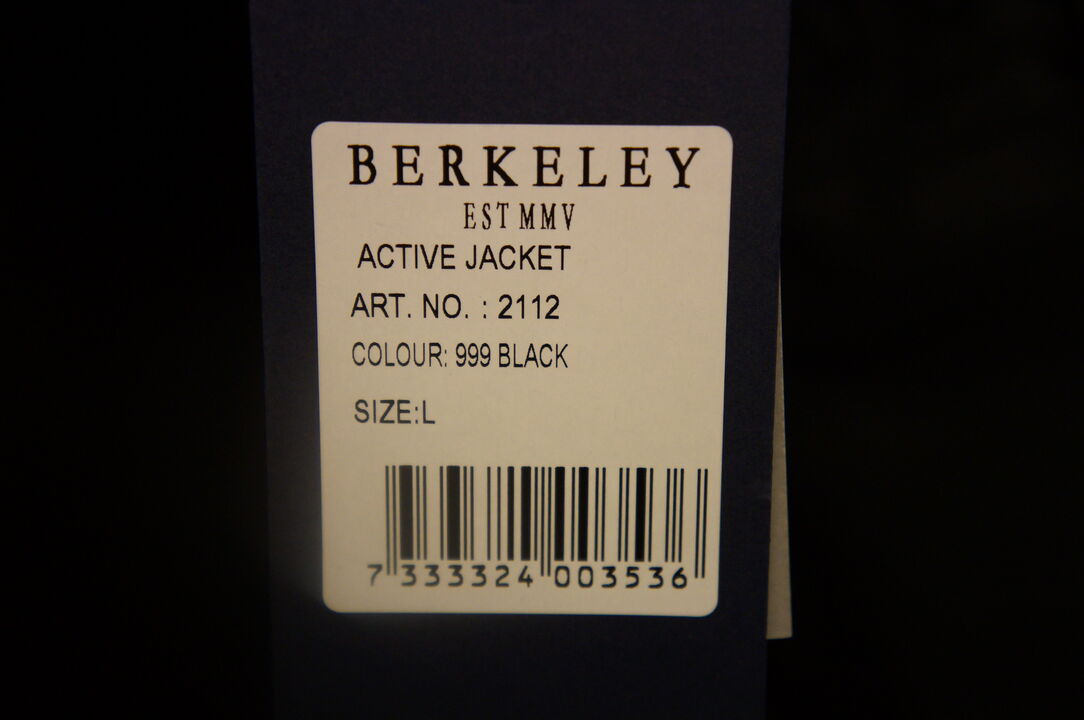 BERKELEY
EST MMV
ACTIVE JACKET
ART. NO. : 2112
COLOUR: 999 BLACK
SIZE:L
7 333324 003536